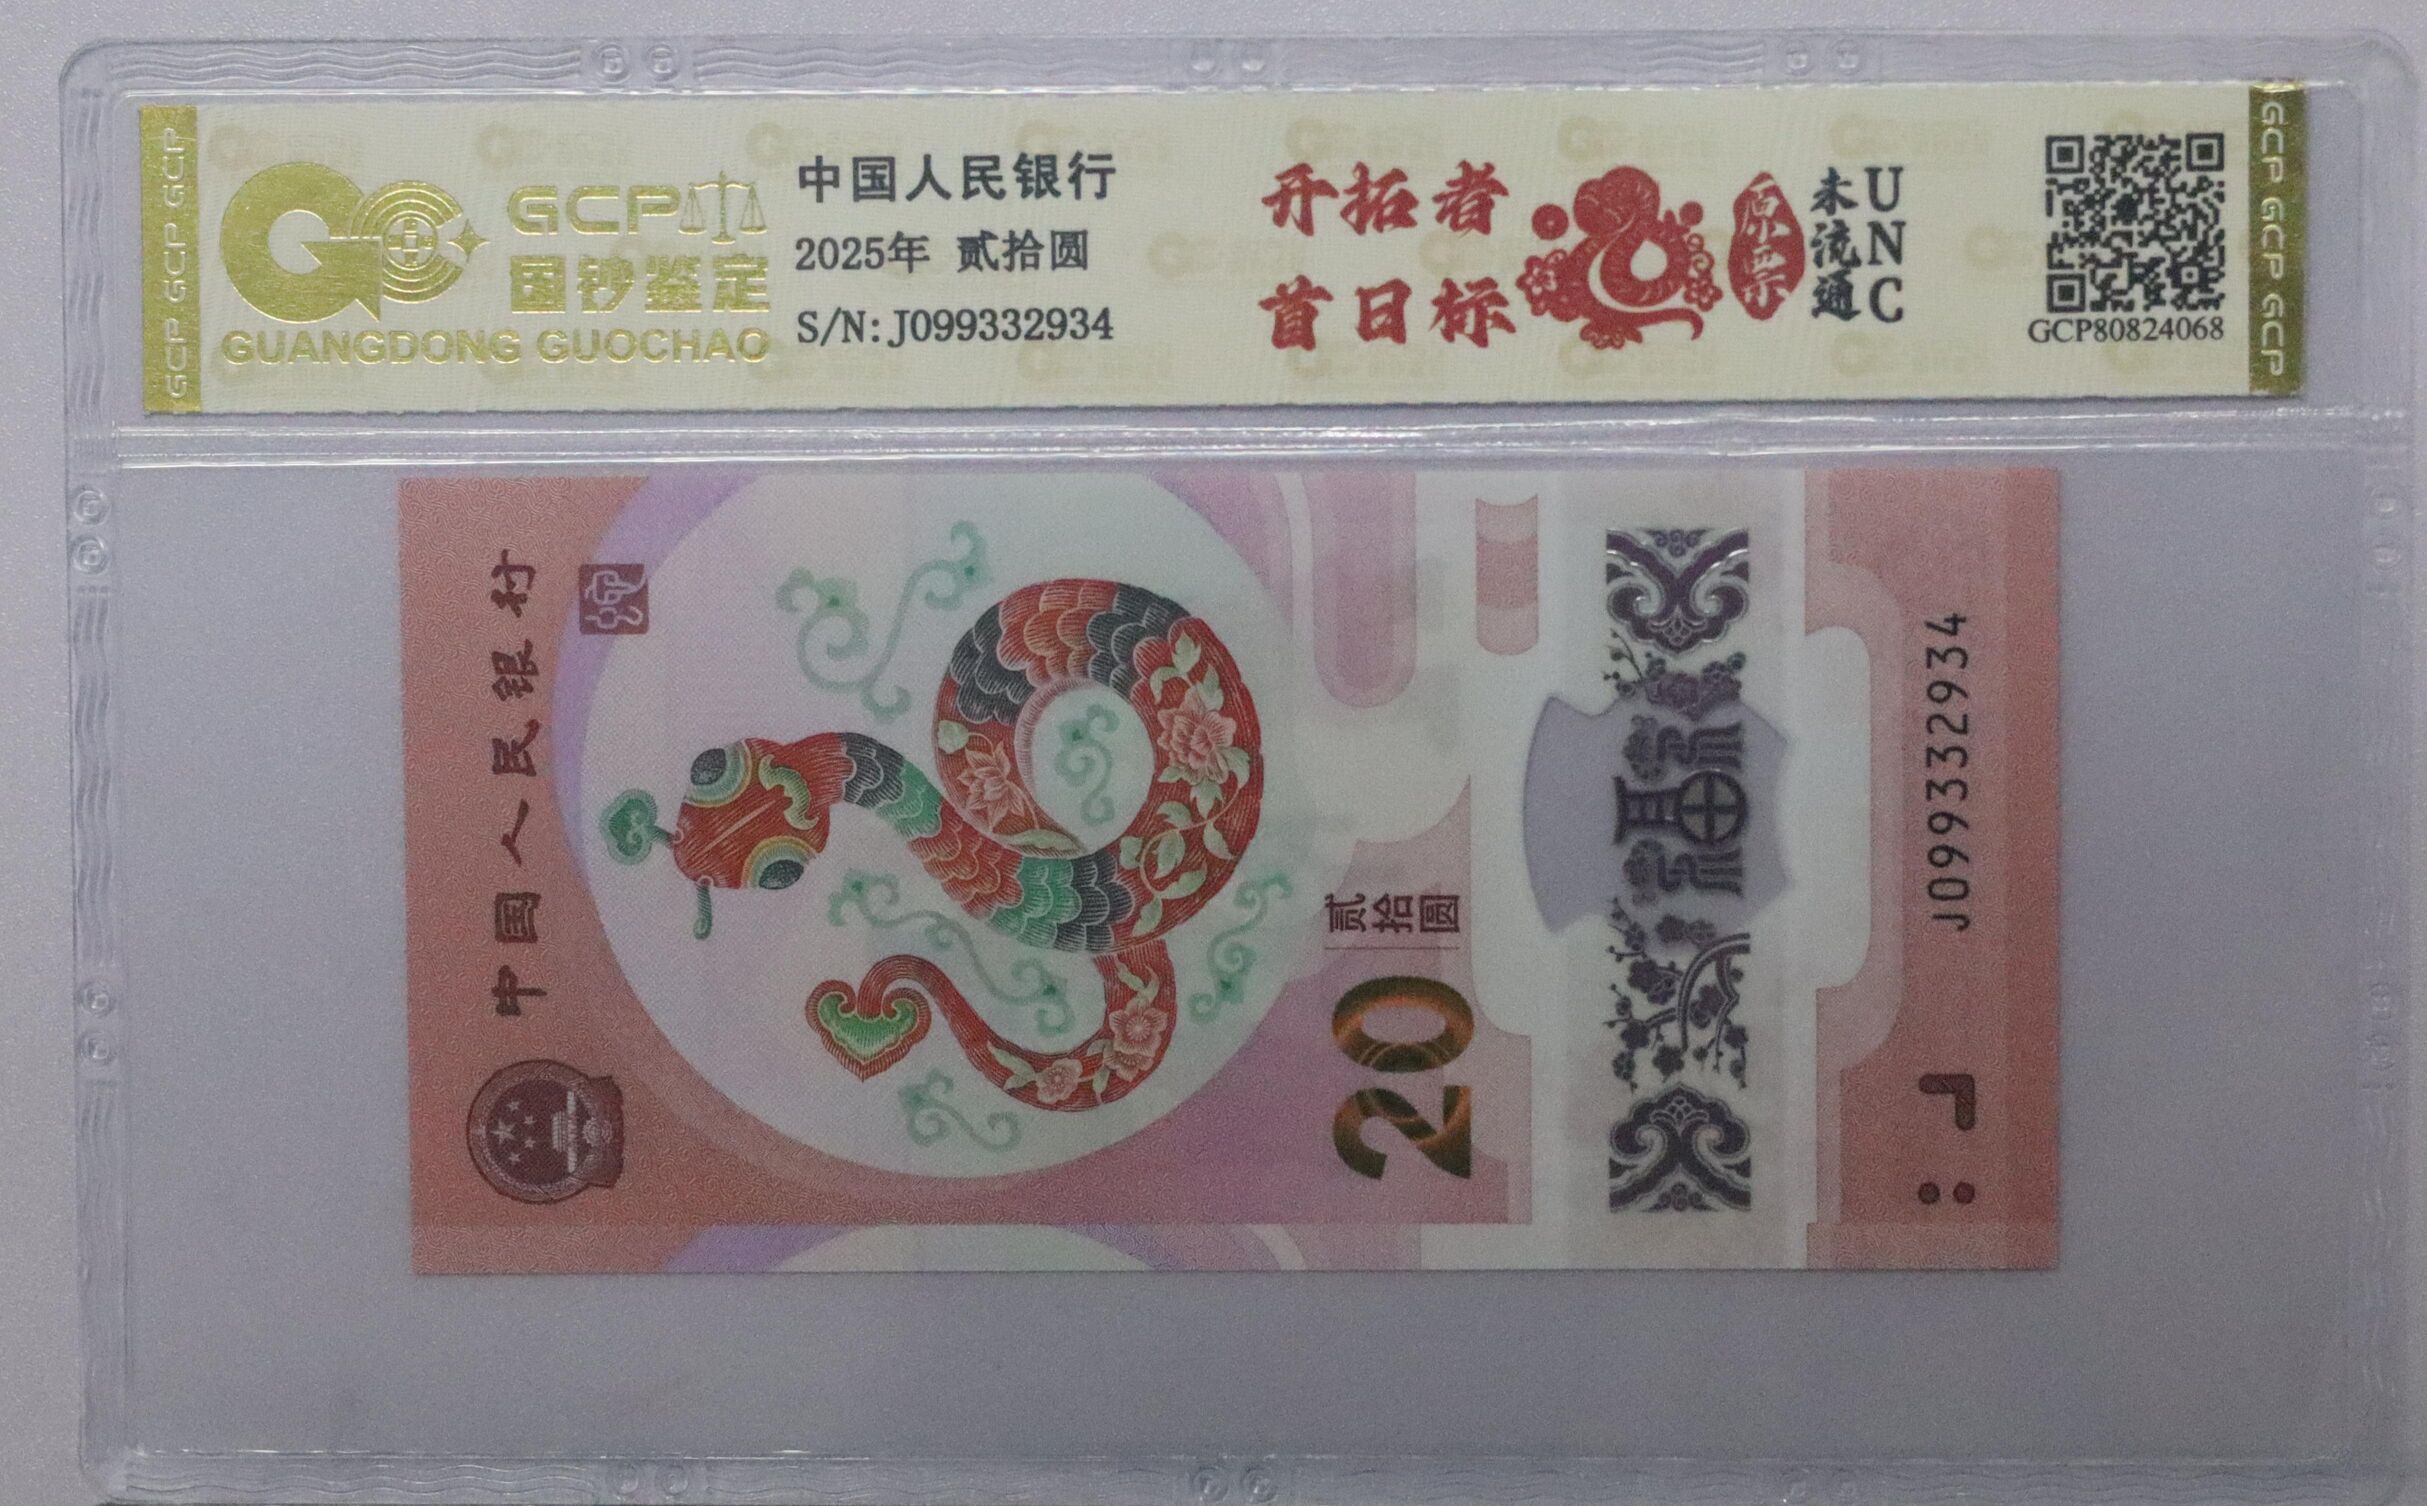 GCP GCP GCP
GCP
国钞鉴定
GUANGDONG GUOCHAO
中国人民银行
2025年 贰拾圆
S/N: J099332934
开拓者
首日标
原票
未流通
UNC
GCP80824068
GCP GCP GCP GCP
中国人民银行
贰拾圆
20
福
J099332934